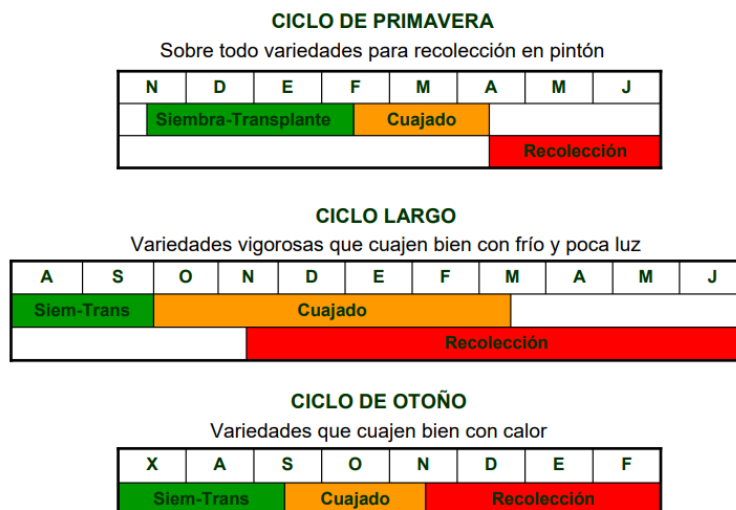 CICLO DE PRIMAVERA
Sobre todo variedades para recolección en pintón
N D E F M A M J
Siembra-Transplante Cuajado
Recolección
CICLO LARGO
Variedades vigorosas que cuajen bien con frío y poca luz
A S O N D E F M A M J
Siem-Trans Cuajado
Recolección
CICLO DE OTOÑO
Variedades que cuajen bien con calor
X A S O N D E F
Siem-Trans Cuajado Recolección